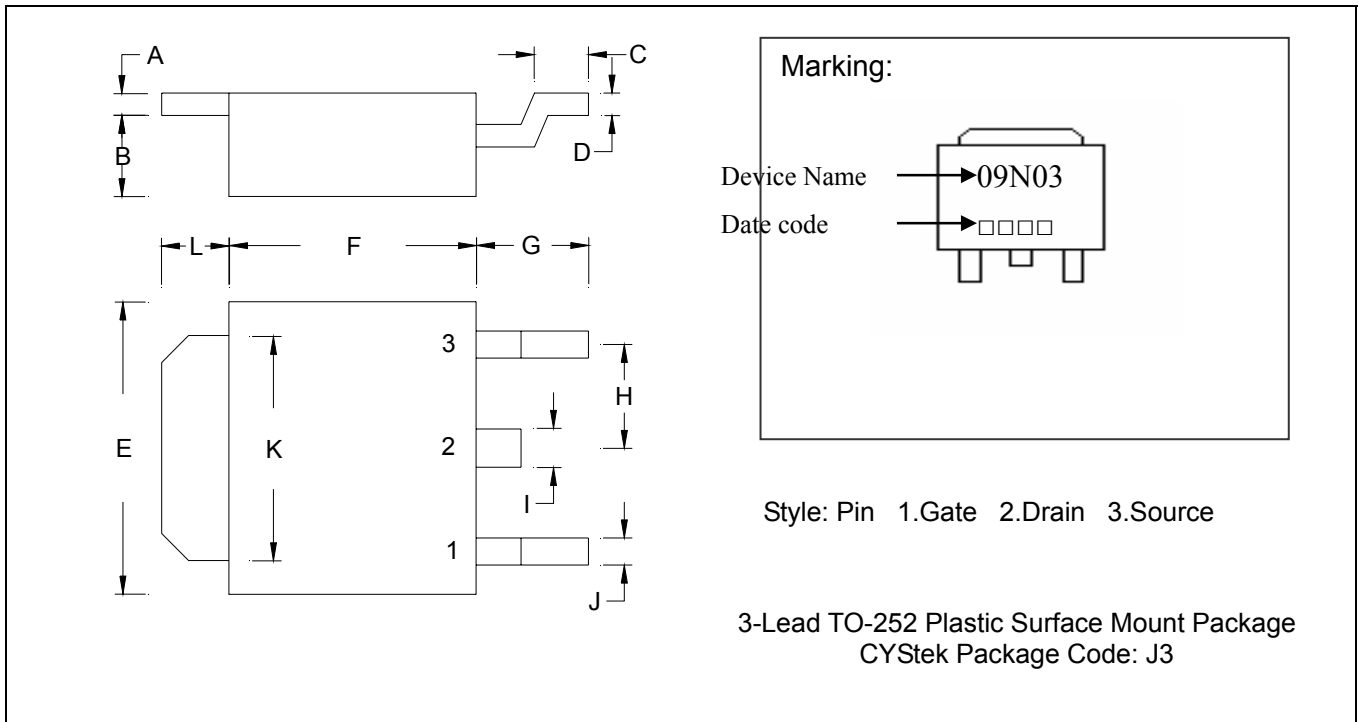 A
C
B
D
L
F
G
3
H
E
K
2
I
1
J
Marking:
Device Name
09N03
Date code
□□□□
Style: Pin 1.Gate 2.Drain 3.Source
3-Lead TO-252 Plastic Surface Mount Package
CYStek Package Code: J3